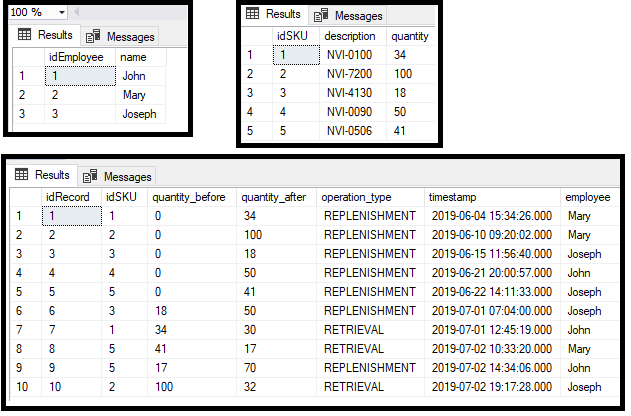 100 %
Results Messages
idEmployee name
1 1 John
2 2 Mary
3 3 Joseph
Results Messages
idSKU description quantity
1 1 NVI-0100 34
2 2 NVI-7200 100
3 3 NVI-4130 18
4 4 NVI-0090 50
5 5 NVI-0506 41
Results Messages
idRecord idSKU quantity_before quantity_after operation_type timestamp employee
1 1 1 0 34 REPLENISHMENT 2019-06-04 15:34:26.000 Mary
2 2 2 0 100 REPLENISHMENT 2019-06-10 09:20:02.000 Mary
3 3 3 0 18 REPLENISHMENT 2019-06-15 11:56:40.000 Joseph
4 4 4 0 50 REPLENISHMENT 2019-06-21 20:00:57.000 John
5 5 5 0 41 REPLENISHMENT 2019-06-22 14:11:33.000 Joseph
6 6 3 18 50 REPLENISHMENT 2019-07-01 07:04:00.000 Joseph
7 7 1 34 30 RETRIEVAL 2019-07-01 12:45:19.000 John
8 8 5 41 17 RETRIEVAL 2019-07-02 10:33:20.000 Mary
9 9 5 17 70 REPLENISHMENT 2019-07-02 14:34:06.000 John
10 10 2 100 32 RETRIEVAL 2019-07-02 19:17:28.000 Joseph